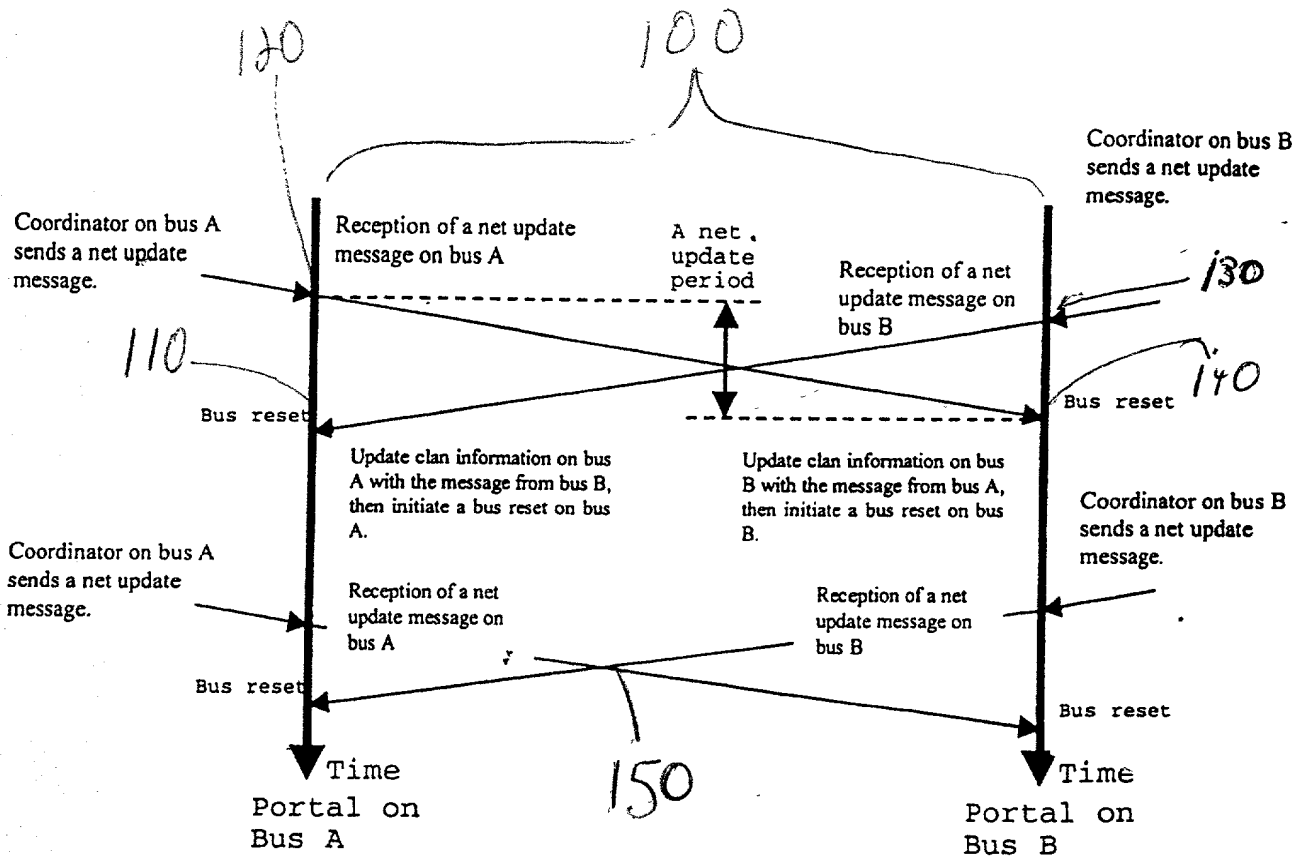 120
100
Coordinator on bus B
sends a net update
message.
Coordinator on bus A
sends a net update
message.
Reception of a net update
message on bus A
A net
update
period
Reception of a net
update message on
bus B
130
110
140
Bus reset
Bus reset
Update clan information on bus
A with the message from bus B,
then initiate a bus reset on bus
A.
Update clan information on bus
B with the message from bus A,
then initiate a bus reset on bus
B.
Coordinator on bus B
sends a net update
message.
Coordinator on bus A
sends a net update
message.
Reception of a net
update message on
bus A
Reception of a net
update message on
bus B
Bus reset
Bus reset
150
Time
Portal on
Bus A
Time
Portal on
Bus B